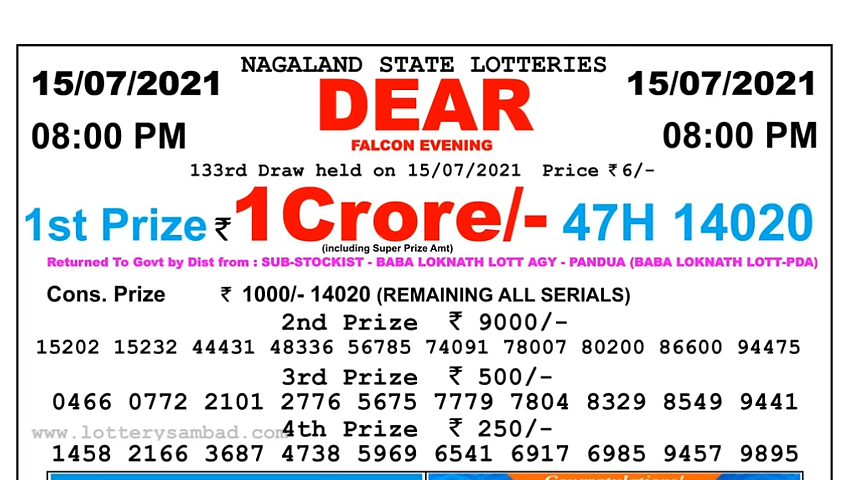 NAGALAND STATE LOTTERIES
15/07/2021 DEAR 15/07/2021
08:00 PM FALCON EVENING 08:00 PM
133rd Draw held on 15/07/2021 Price ₹ 6/-
1st Prize ₹ 1Crore/- 47H 14020
(including Super Prize Amt)
Returned To Govt by Dist from : SUB-STOCKIST - BABA LOKNATH LOTT AGY - PANDUA (BABA LOKNATH LOTT-PDA)
Cons. Prize ₹ 1000/- 14020 (REMAINING ALL SERIALS)
2nd Prize ₹ 9000/-
15202 15232 44431 48336 56785 74091 78007 80200 86600 94475
3rd Prize ₹ 500/-
0466 0772 2101 2776 5675 7779 7804 8329 8549 9441
www.lotterysambad.com 4th Prize ₹ 250/-
1458 2166 3687 4738 5969 6541 6917 6985 9457 9895
Congratulations!